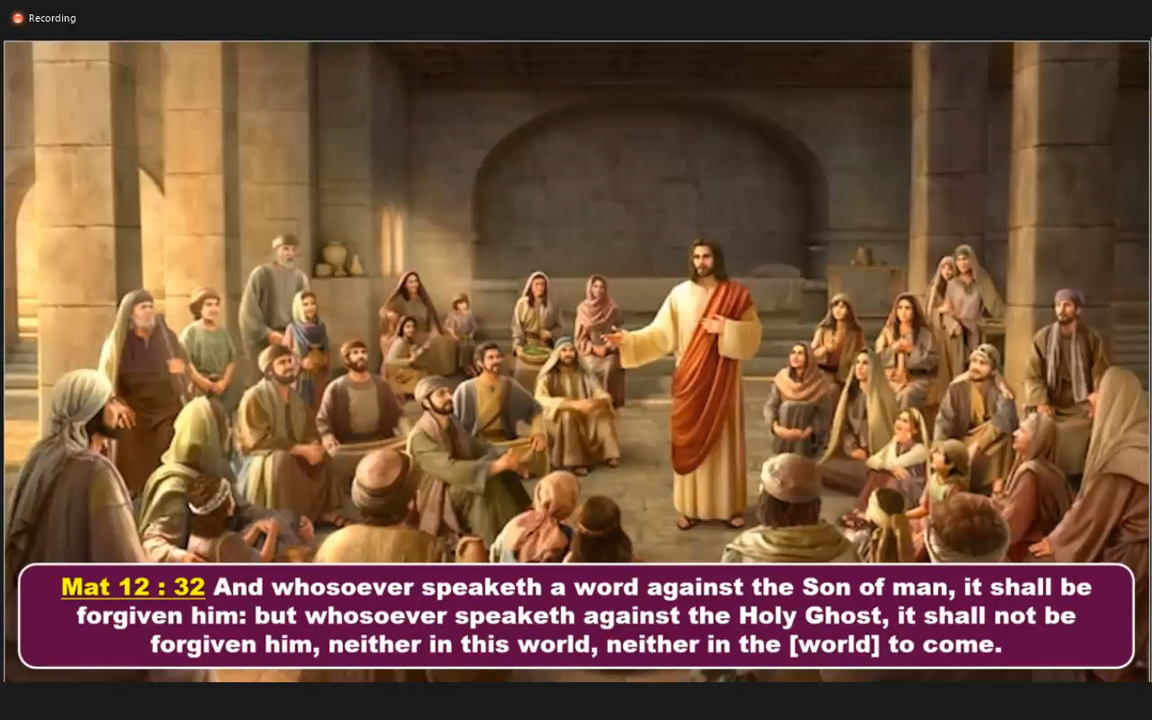 Recording
Mat 12 : 32 And whosoever speaketh a word against the Son of man, it shall be
forgiven him: but whosoever speaketh against the Holy Ghost, it shall not be
forgiven him, neither in this world, neither in the [world] to come.